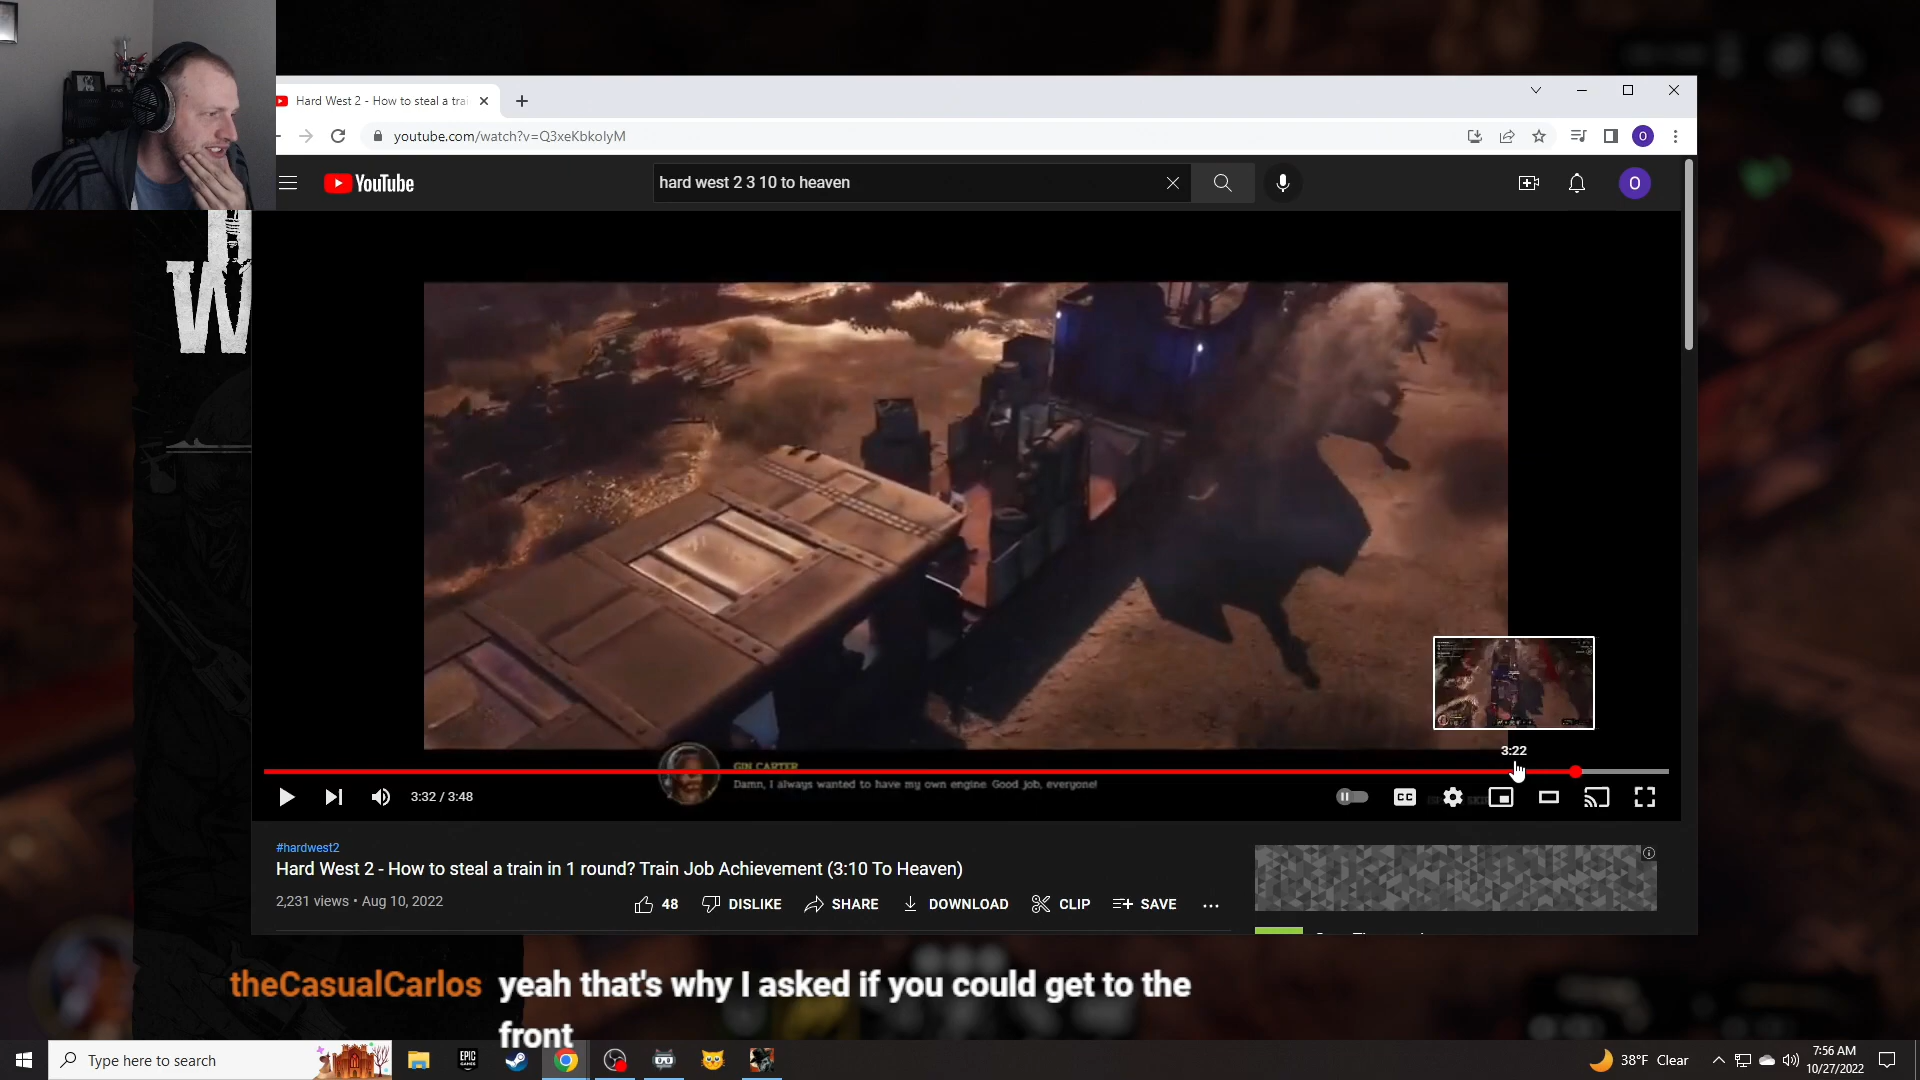 Hard West 2 - How to steal a trai
youtube.com/watch?v=Q3xeKbkolyM
O
YouTube
hard west 2 3 10 to heaven
O
W
3:22
GIN CARTER
Damn, I always wanted to have my own engine. Good job, everyone!
3:32 / 3:48
CC
#hardwest2
Hard West 2 - How to steal a train in 1 round? Train Job Achievement (3:10 To Heaven)
2,231 views • Aug 10, 2022
48 DISLIKE SHARE DOWNLOAD CLIP SAVE
theCasualCarlos yeah that's why I asked if you could get to the
front
Type here to search
EPIC GAMES
38°F Clear
7:56 AM
10/27/2022